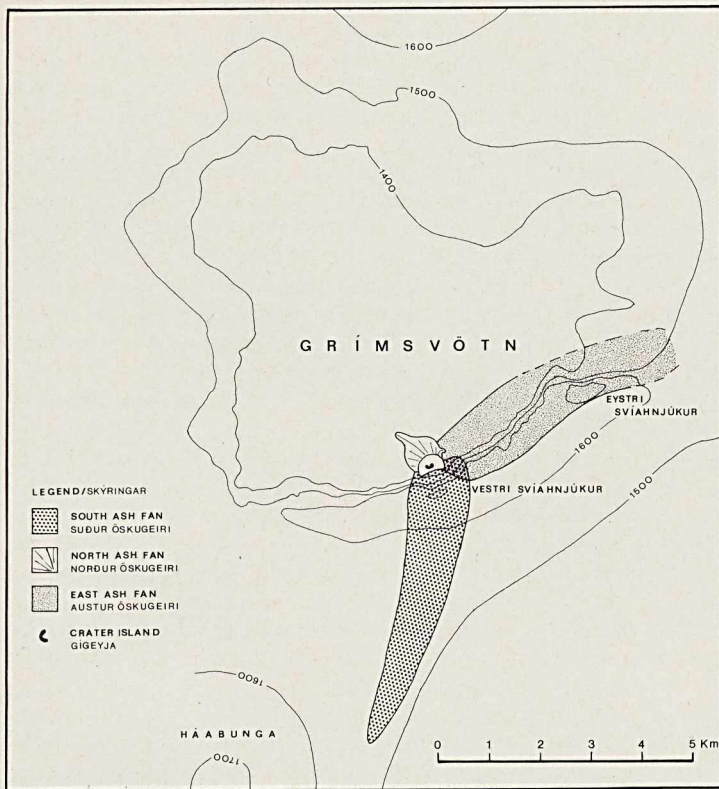 1600
1500
1400
GRÍMSVÖTN
EYSTRI
SVÍAHNJÚKUR
1600
1500
VESTRI SVÍAHNJÚKUR
LEGEND/SKÝRINGAR
SOUTH ASH FAN
SUÐUR ÖSKUGEIRI
NORTH ASH FAN
NORÐUR ÖSKUGEIRI
EAST ASH FAN
AUSTUR ÖSKUGEIRI
CRATER ISLAND
GÍGEYJA
1600
HÁABUNGA
1700
0 1 2 3 4 5 Km